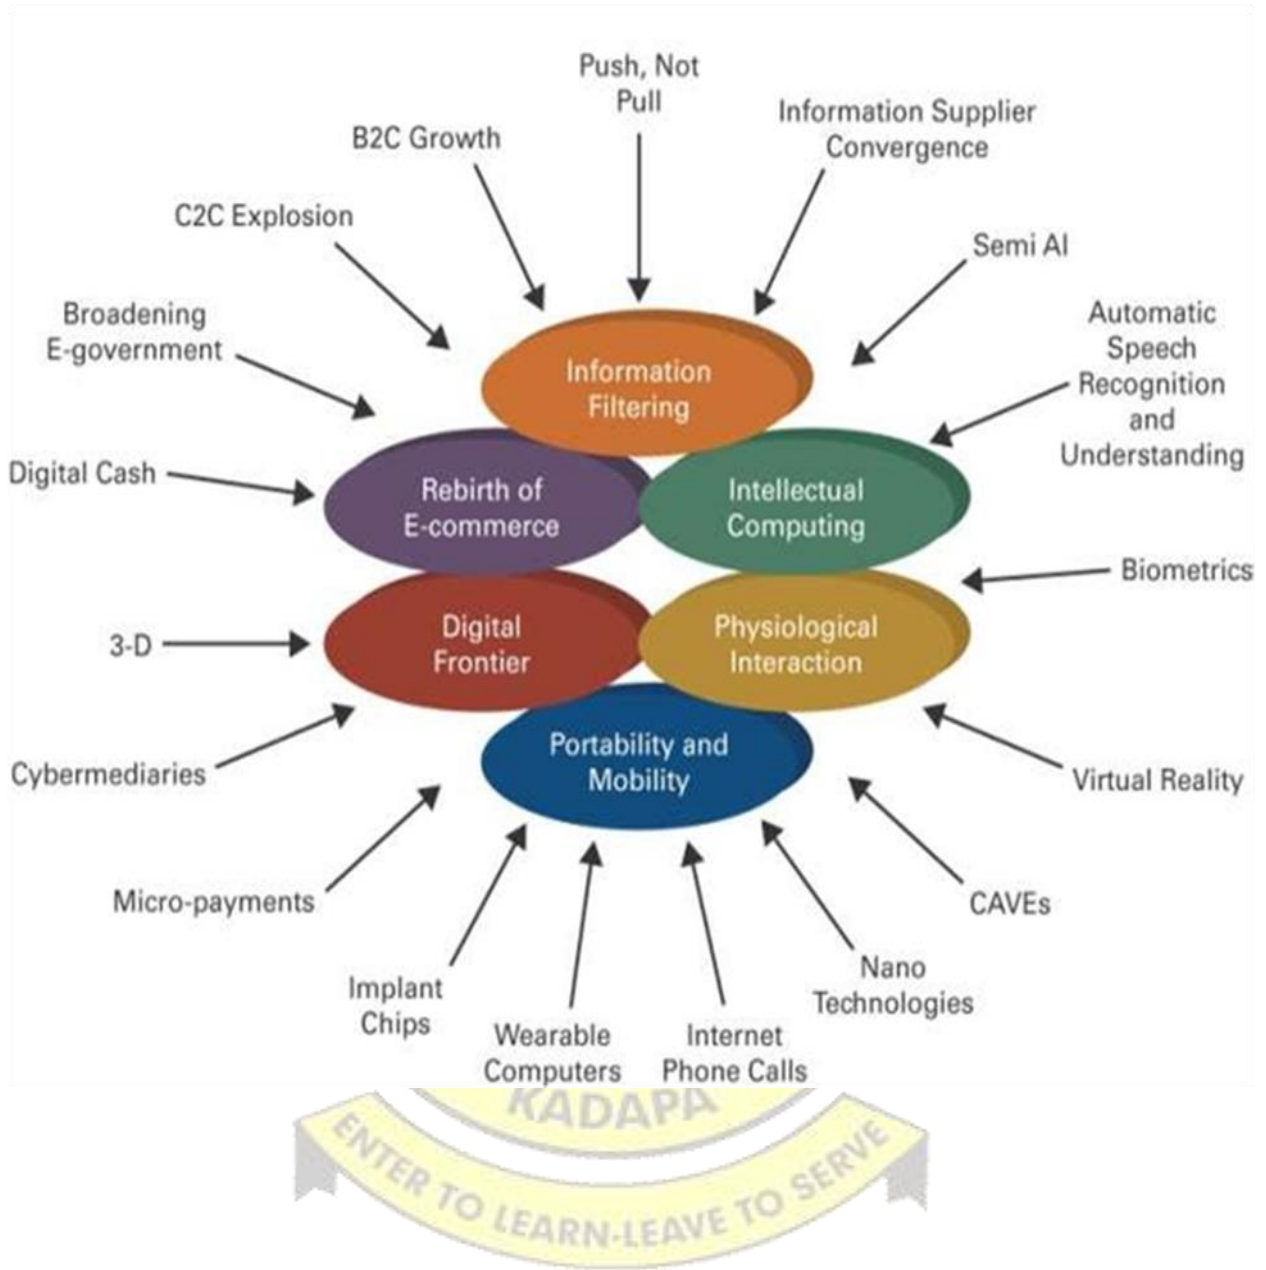 Push, Not
Pull
Information Supplier
Convergence
B2C Growth
C2C Explosion
Semi AI
Broadening
E-government
Automatic
Speech
Recognition
and
Understanding
Information
Filtering
Digital Cash
Rebirth of
E-commerce
Intellectual
Computing
Biometrics
3-D
Digital
Frontier
Physiological
Interaction
Cybermediaries
Portability and
Mobility
Virtual Reality
Micro-payments
CAVEs
Implant
Chips
Nano
Technologies
Wearable
Computers
Internet
Phone Calls
KADAPA
ENTER TO LEARN-LEAVE TO SERVE